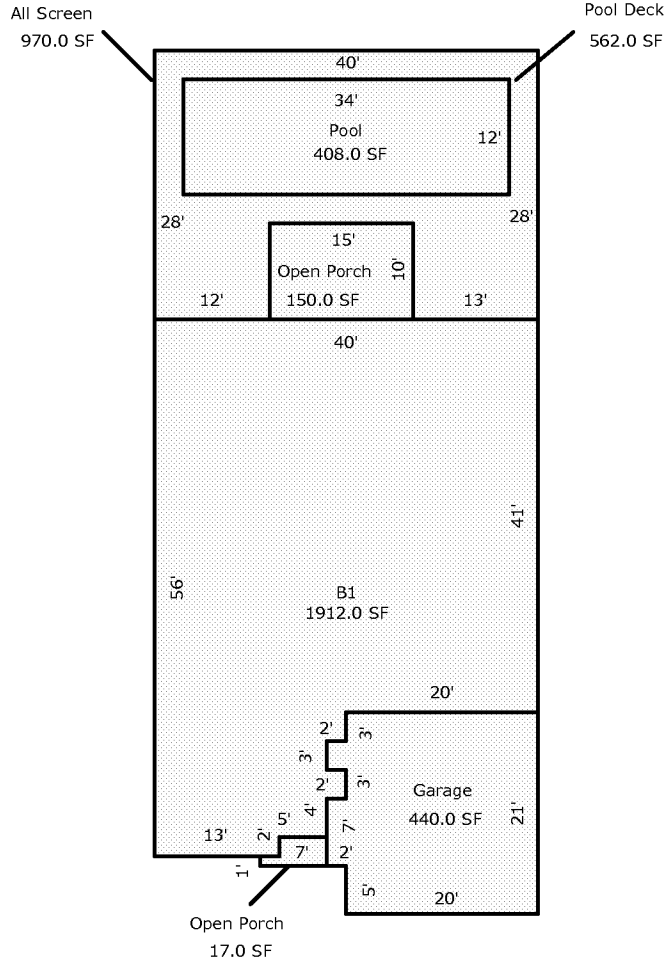 All Screen
970.0 SF
Pool Deck
562.0 SF
40'
34'
Pool
408.0 SF
12'
28'
28'
15'
Open Porch
150.0 SF
10'
12'
13'
40'
41'
56'
B1
1912.0 SF
20'
2'
3'
3'
2'
3'
Garage
440.0 SF
21'
4'
7'
5'
13'
2'
7'
2'
1'
5'
20'
Open Porch
17.0 SF